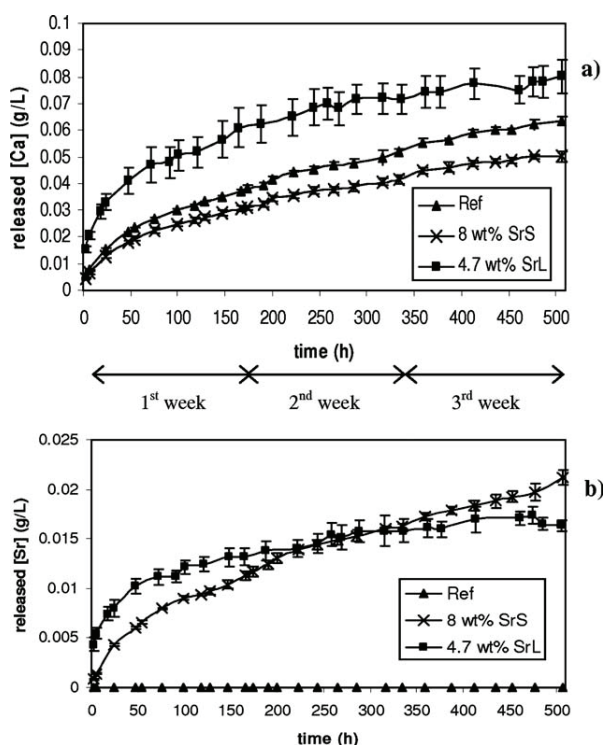 0.1
0.09
0.08
0.07
0.06
0.05
0.04
0.03
0.02
0.01
0
released [Ca] (g/L)
a)
Ref
8 wt% SrS
4.7 wt% SrL
0 50 100 150 200 250 300 350 400 450 500
time (h)
1st week 2nd week 3rd week
0.025
0.02
0.015
0.01
0.005
0
released [Sr] (g/L)
b)
Ref
8 wt% SrS
4.7 wt% SrL
0 50 100 150 200 250 300 350 400 450 500
time (h)